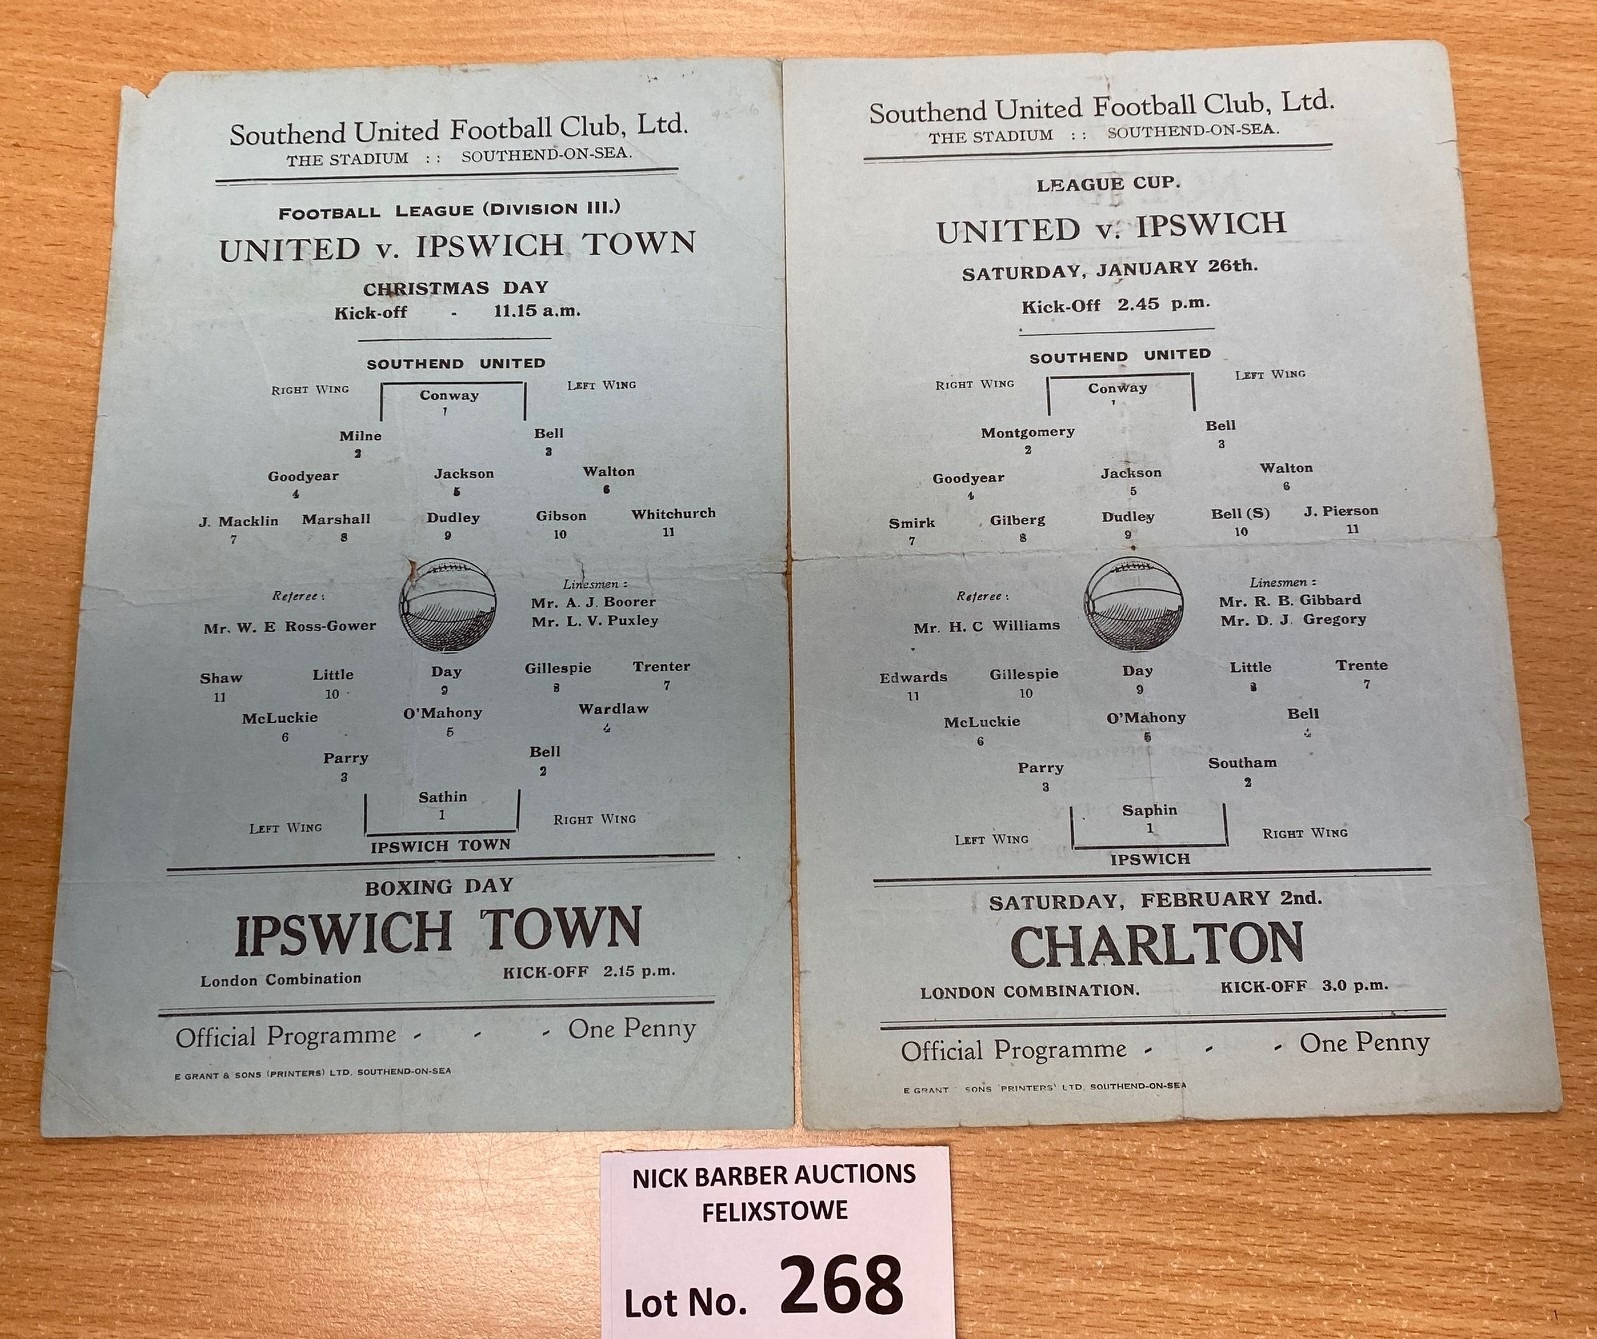 Southend United Football Club, Ltd.
THE STADIUM : : SOUTHEND-ON-SEA.
FOOTBALL LEAGUE (DIVISION III.)
UNITED v. IPSWICH TOWN
CHRISTMAS DAY
Kick-off - 11.15 a.m.
SOUTHEND UNITED
RIGHT WING LEFT WING
Conway
1
Milne Bell
2 3
Goodyear Jackson Walton
4 5 6
J. Macklin Marshall Dudley Gibson Whitchurch
7 8 9 10 11
Referee : Linesmen :
Mr. W. E Ross-Gower Mr. A. J. Boorer
Mr. L. V. Puxley
Shaw Little Day Gillespie Trenter
11 10 9 8 7
McLuckie O'Mahony Wardlaw
6 5 4
Parry Bell
3 2
Sathin
1
LEFT WING RIGHT WING
IPSWICH TOWN
BOXING DAY
IPSWICH TOWN
London Combination KICK-OFF 2.15 p.m.
Official Programme - - - One Penny
E GRANT & SONS (PRINTERS) LTD. SOUTHEND-ON-SEA
Southend United Football Club, Ltd.
THE STADIUM : : SOUTHEND-ON-SEA.
LEAGUE CUP.
UNITED v. IPSWICH
SATURDAY, JANUARY 26th.
Kick-Off 2.45 p.m.
SOUTHEND UNITED
RIGHT WING LEFT WING
Conway
1
Montgomery Bell
2 3
Goodyear Jackson Walton
4 5 6
Smirk Gilberg Dudley Bell (S) J. Pierson
7 8 9 10 11
Referee : Linesmen :
Mr. H. C Williams Mr. R. B. Gibbard
Mr. D. J. Gregory
Edwards Gillespie Day Little Trente
11 10 9 8 7
McLuckie O'Mahony Bell
6 5 4
Parry Southam
3 2
Saphin
1
LEFT WING RIGHT WING
IPSWICH
SATURDAY, FEBRUARY 2nd.
CHARLTON
LONDON COMBINATION. KICK-OFF 3.0 p.m.
Official Programme - - - One Penny
E GRANT SONS PRINTERS) LTD, SOUTHEND-ON-SEA
NICK BARBER AUCTIONS
FELIXSTOWE
Lot No. 268